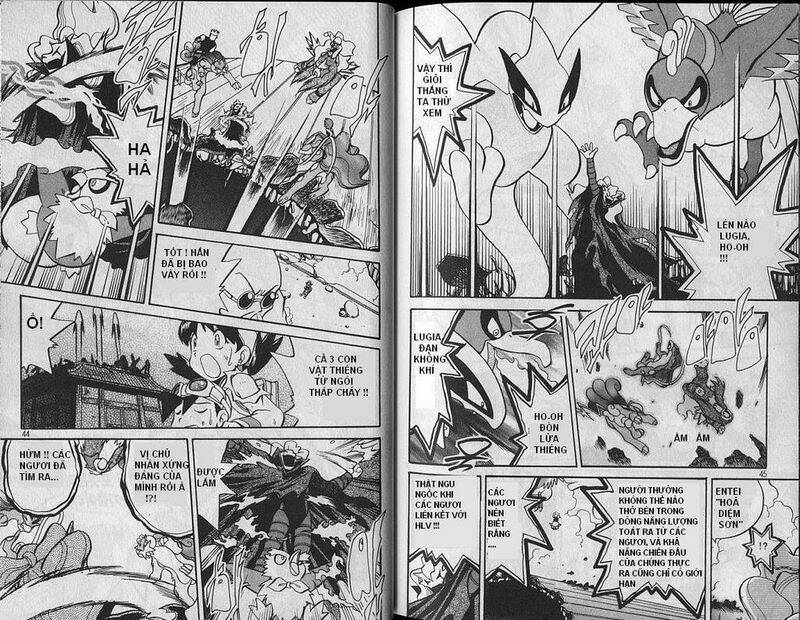 HA
HẢ
TỐT ! HẮN
ĐÃ BỊ BAO
VÂY RỒI !!
Ồ!
CẢ 3 CON
VẬT THIÊNG
TỪ NGÔI
THÁP CHÁY !!
44
HỪM !! CÁC
NGƯƠI ĐÃ
TÌM RA...
VỊ CHỦ
NHÂN XỨNG
ĐÁNG CỦA
MÌNH RỒI À
!?!
ĐƯỢC
LẮM
VẬY THÌ
GIỎI
THẮNG
TA THỬ
XEM
LÊN NÀO
LUGIA,
HO-OH
!!!
LUGIA
ĐẠN
KHÔNG
KHÍ
HO-OH
ĐÒN
LỬA
THIÊNG
ẦM ẦM
45
THẬT NGU
NGỐC KHI
CÁC NGƯƠI
LIÊN KẾT VỚI
HLV !!!
CÁC
NGƯƠI
NÊN
BIẾT
RẰNG
....
NGƯỜI THƯỜNG
KHÔNG THỂ NÀO
THỞ BÊN TRONG
DÒNG NĂNG LƯỢNG
TOÁT RA TỪ CÁC
NGƯƠI, VÀ KHẢ
NĂNG CHIẾN ĐẤU
CỦA CHÚNG THỰC
RA CŨNG CHỈ CÓ GIỚI
HẠN
ENTEI
"HOẢ
DIỆM
SƠN"
!?